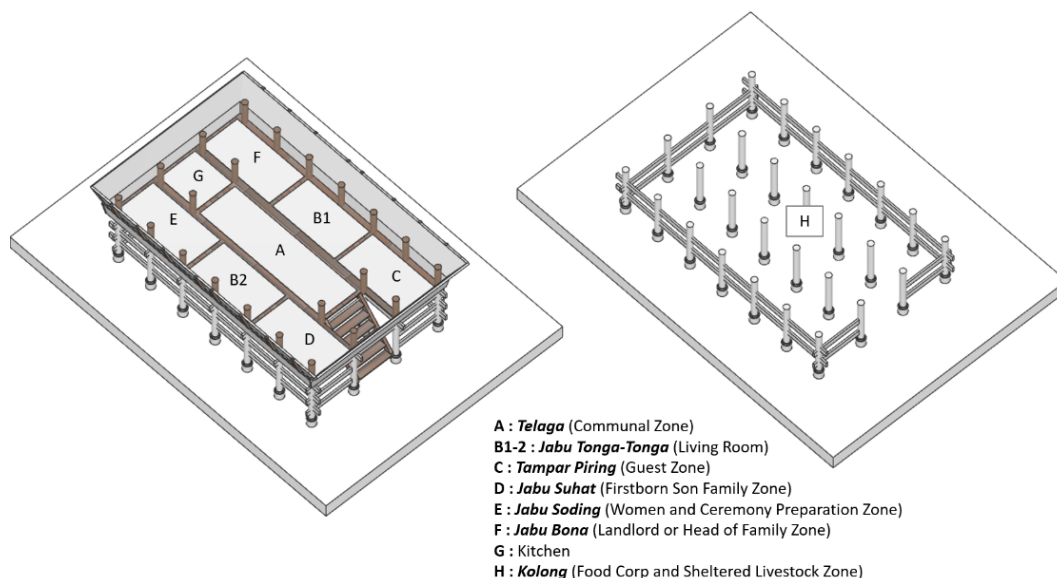 F
G
B1
E
A
C
B2
D
H
A : Telaga (Communal Zone)
B1-2 : Jabu Tonga-Tonga (Living Room)
C : Tampar Piring (Guest Zone)
D : Jabu Suhat (Firstborn Son Family Zone)
E : Jabu Soding (Women and Ceremony Preparation Zone)
F : Jabu Bona (Landlord or Head of Family Zone)
G : Kitchen
H : Kolong (Food Corp and Sheltered Livestock Zone)